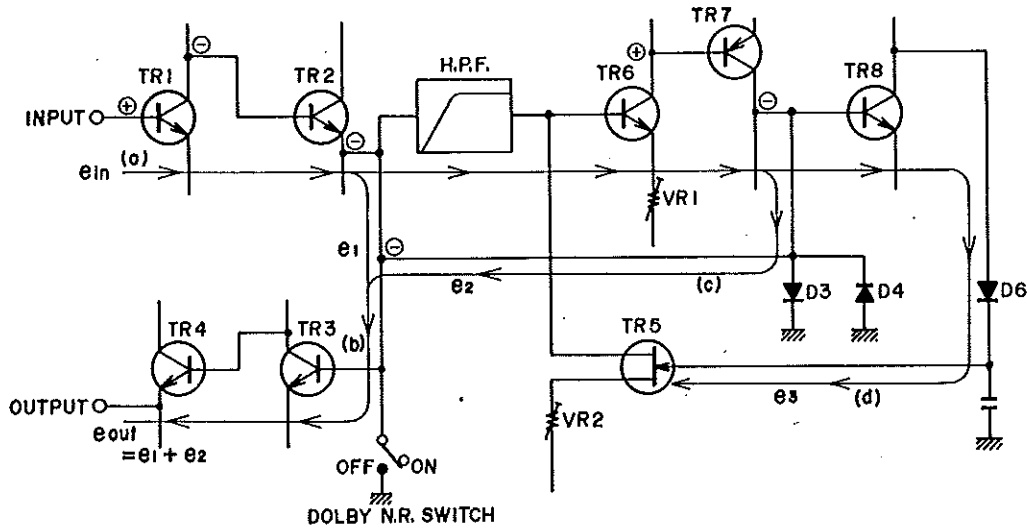 TR7
⊖
⊕
TR1
TR2
H.P.F.
TR6
TR8
INPUT
⊕
⊖
⊖
ein
(a)
VR1
⊖
e1
e2
(c)
D3
D4
D6
TR4
TR3
(b)
TR5
OUTPUT
e3
(d)
eout
=e1+e2
VR2
OFF
ON
DOLBY N.R. SWITCH